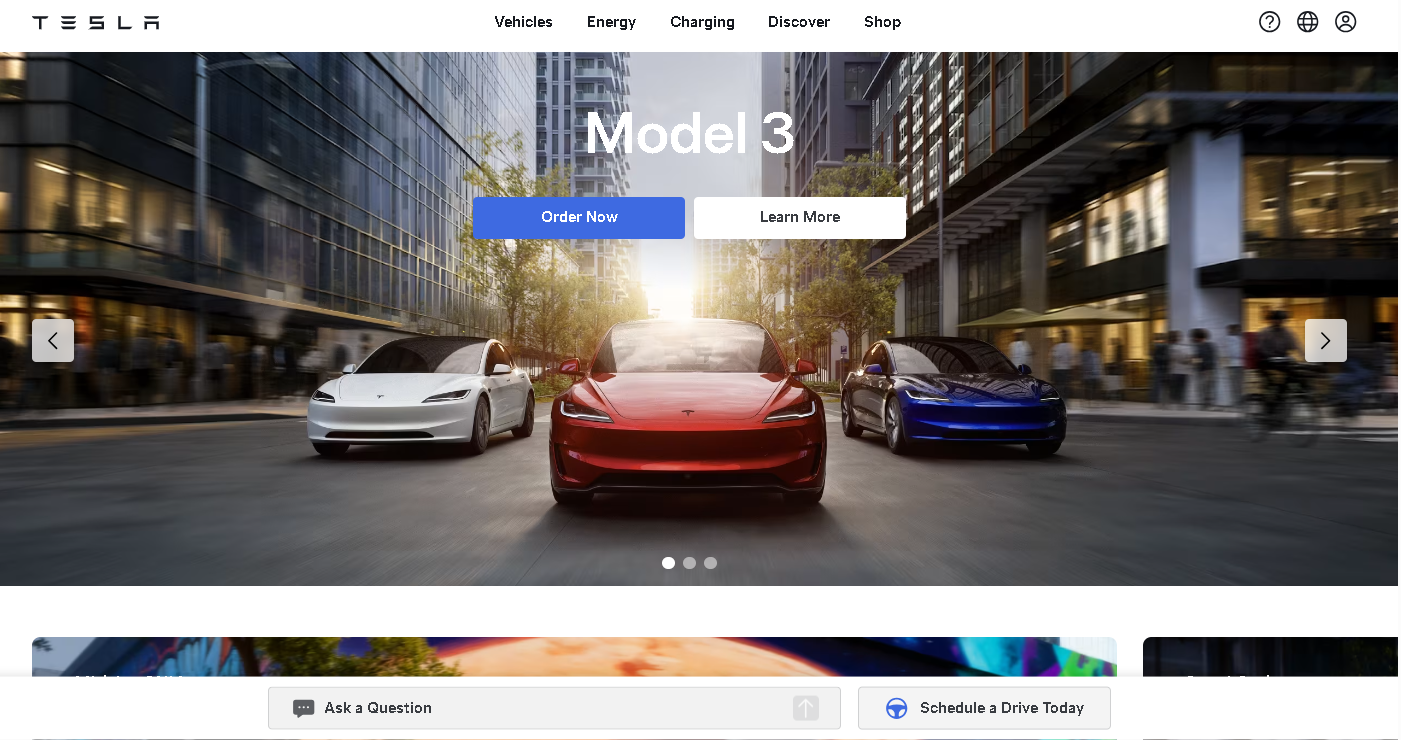 TESLA
Vehicles Energy Charging Discover Shop
Model 3
Order Now Learn More
Ask a Question Schedule a Drive Today